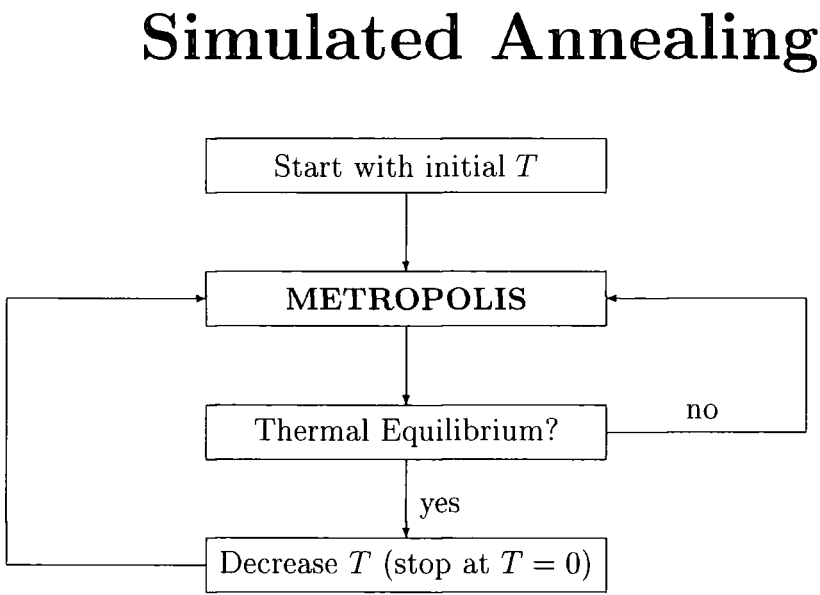 Simulated Annealing
Start with initial T
METROPOLIS
Thermal Equilibrium?
no
yes
Decrease T (stop at T = 0)